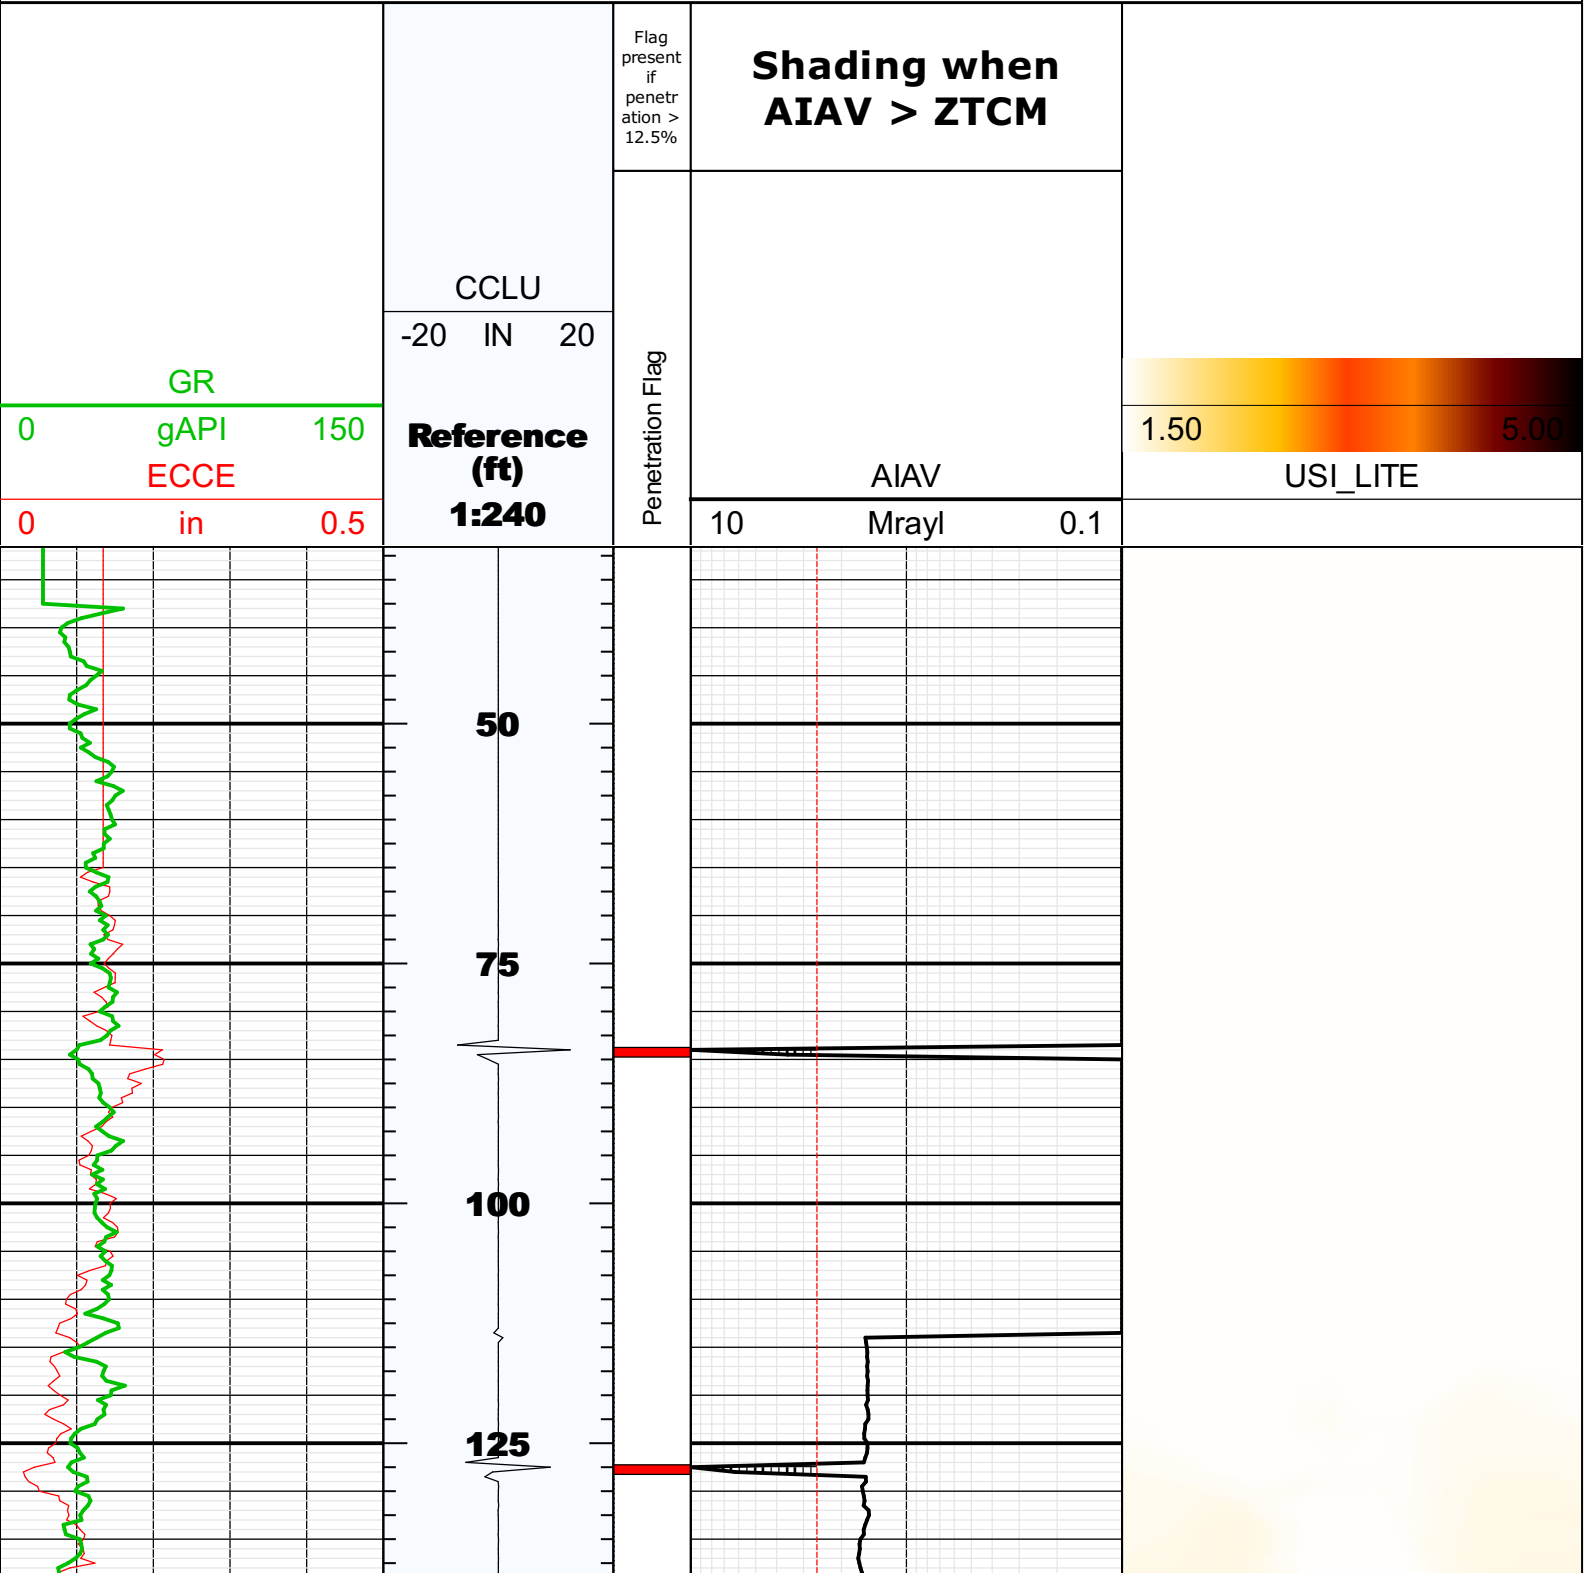 Flag
present
if
penetr
ation >
12.5%
Shading when
AIAV > ZTCM
CCLU
-20 IN 20
GR
0 gAPI 150
ECCE
0 in 0.5
Reference
(ft)
1:240
Penetration Flag
AIAV
10 Mrayl 0.1
1.50 5.00
USI_LITE
50
75
100
125